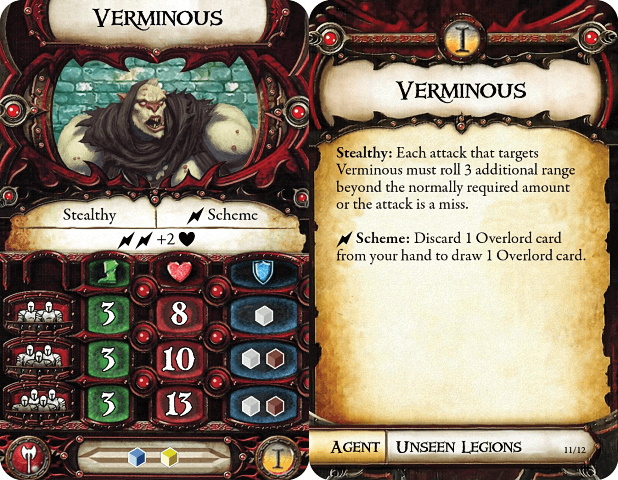 VERMINOUS
Stealthy
Scheme
+2
3 8
3 10
3 13
I
I
VERMINOUS
Stealthy: Each attack that targets
Verminous must roll 3 additional range
beyond the normally required amount
or the attack is a miss.
Scheme: Discard 1 Overlord card
from your hand to draw 1 Overlord card.
AGENT UNSEEN LEGIONS 11/12